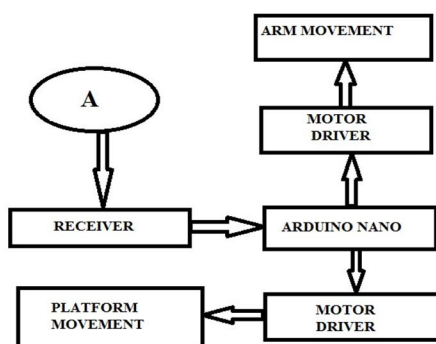 ARM MOVEMENT
A
MOTOR
DRIVER
RECEIVER
ARDUINO NANO
PLATFORM
MOVEMENT
MOTOR
DRIVER